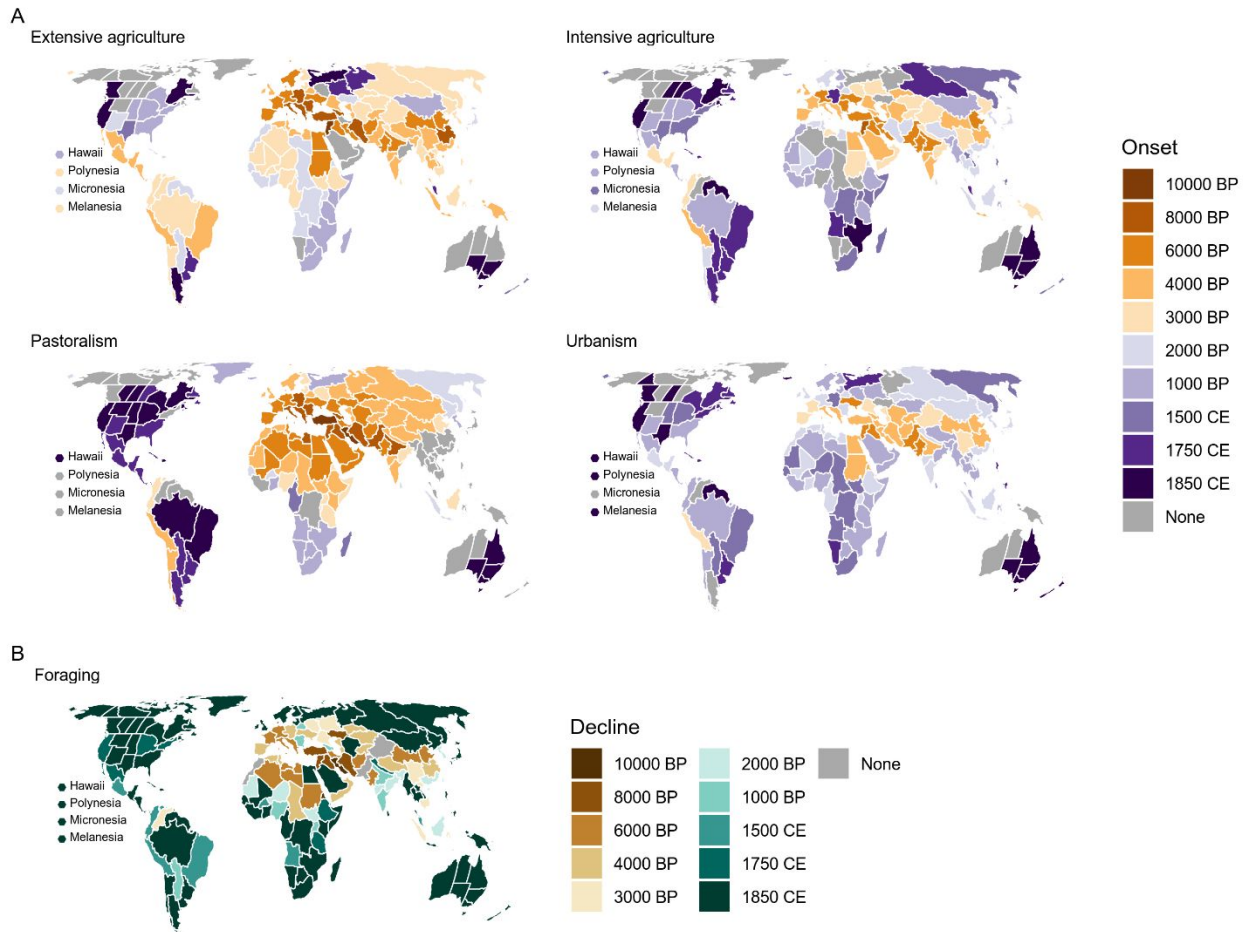 A
Extensive agriculture
Hawaii
Polynesia
Micronesia
Melanesia
Intensive agriculture
Hawaii
Polynesia
Micronesia
Melanesia
Pastoralism
Hawaii
Polynesia
Micronesia
Melanesia
Urbanism
Hawaii
Polynesia
Micronesia
Melanesia
Onset
10000 BP
8000 BP
6000 BP
4000 BP
3000 BP
2000 BP
1000 BP
1500 CE
1750 CE
1850 CE
None
B
Foraging
Hawaii
Polynesia
Micronesia
Melanesia
Decline
10000 BP
8000 BP
6000 BP
4000 BP
3000 BP
2000 BP
1000 BP
1500 CE
1750 CE
1850 CE
None